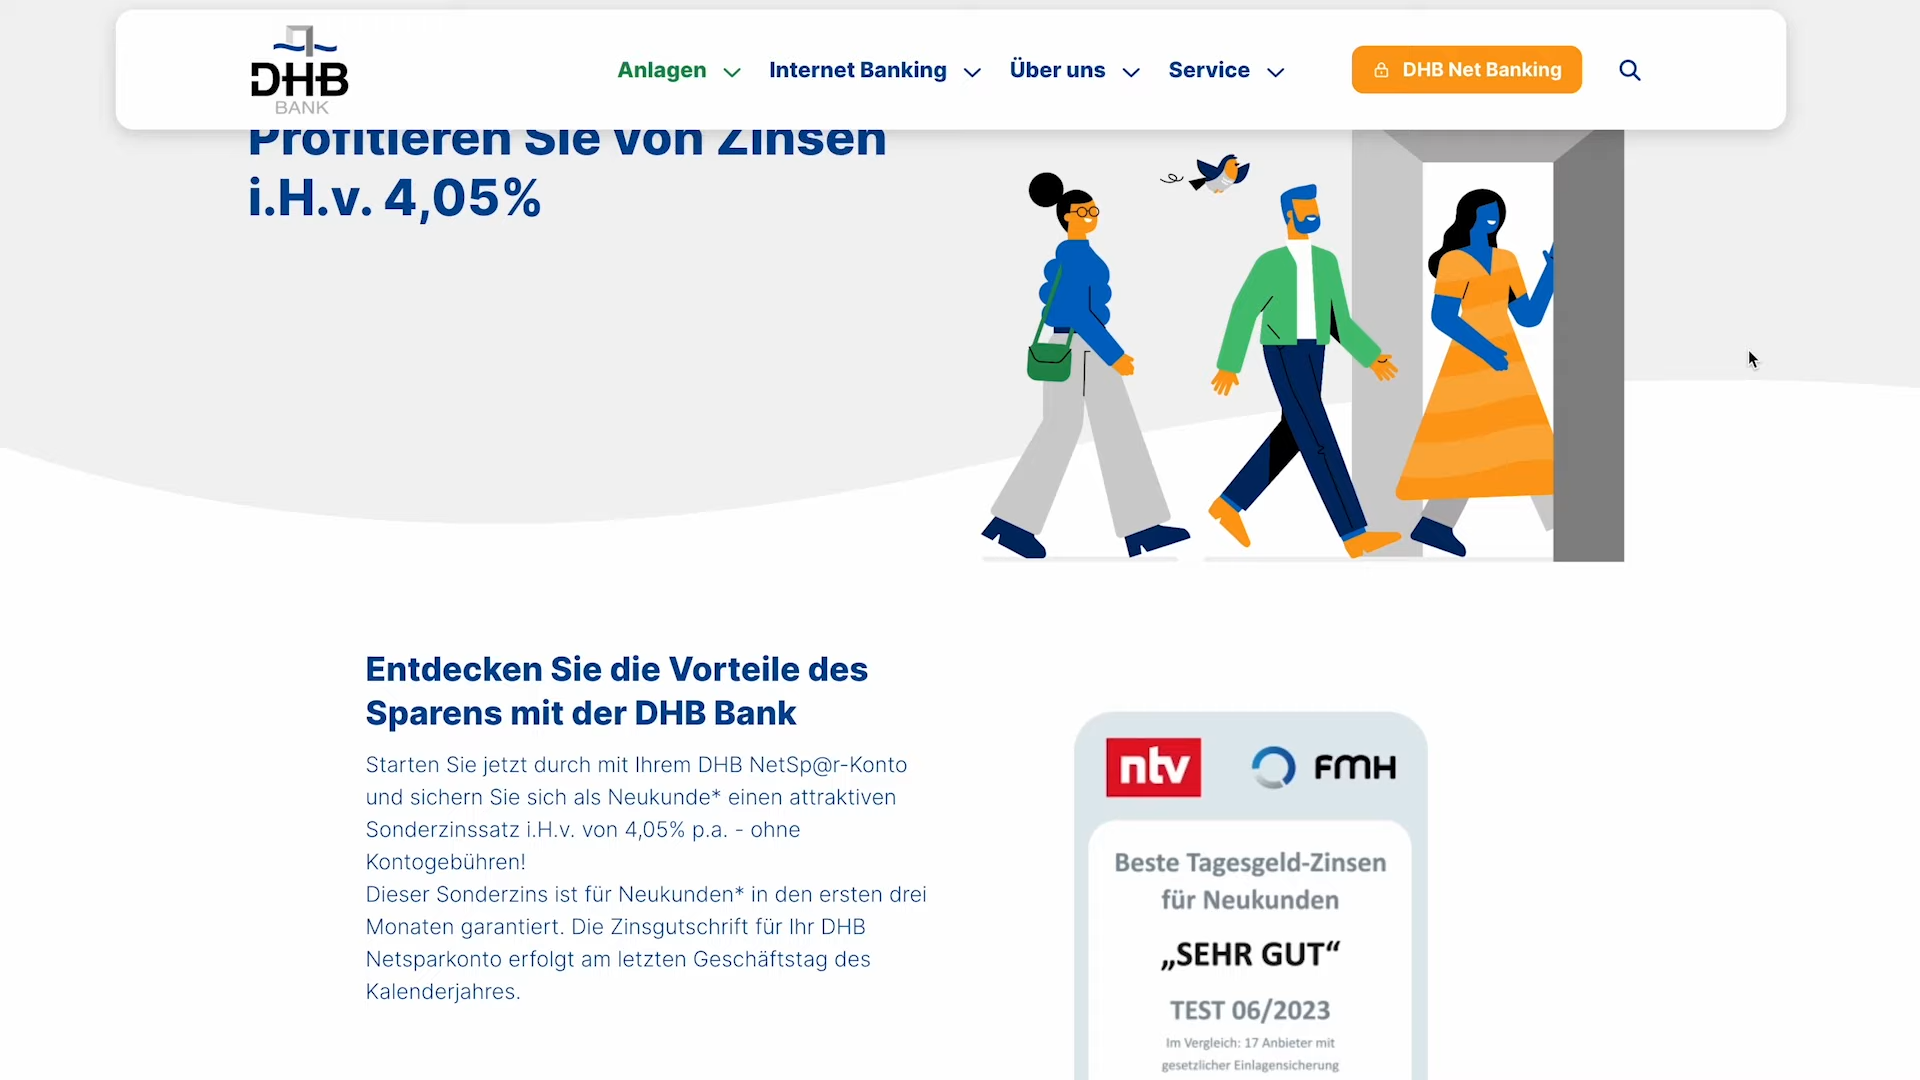 DHB
BANK
Anlagen
Internet Banking
Über uns
Service
DHB Net Banking
Profitieren Sie von Zinsen
i.H.v. 4,05%
Entdecken Sie die Vorteile des
Sparens mit der DHB Bank
Starten Sie jetzt durch mit Ihrem DHB NetSp@r-Konto
und sichern Sie sich als Neukunde* einen attraktiven
Sonderzinssatz i.H.v. von 4,05% p.a. - ohne
Kontogebühren!
Dieser Sonderzins ist für Neukunden* in den ersten drei
Monaten garantiert. Die Zinsgutschrift für Ihr DHB
Netsparkonto erfolgt am letzten Geschäftstag des
Kalenderjahres.
ntv
FMH
Beste Tagesgeld-Zinsen
für Neukunden
„SEHR GUT“
TEST 06/2023
Im Vergleich: 17 Anbieter mit
gesetzlicher Einlagensicherung